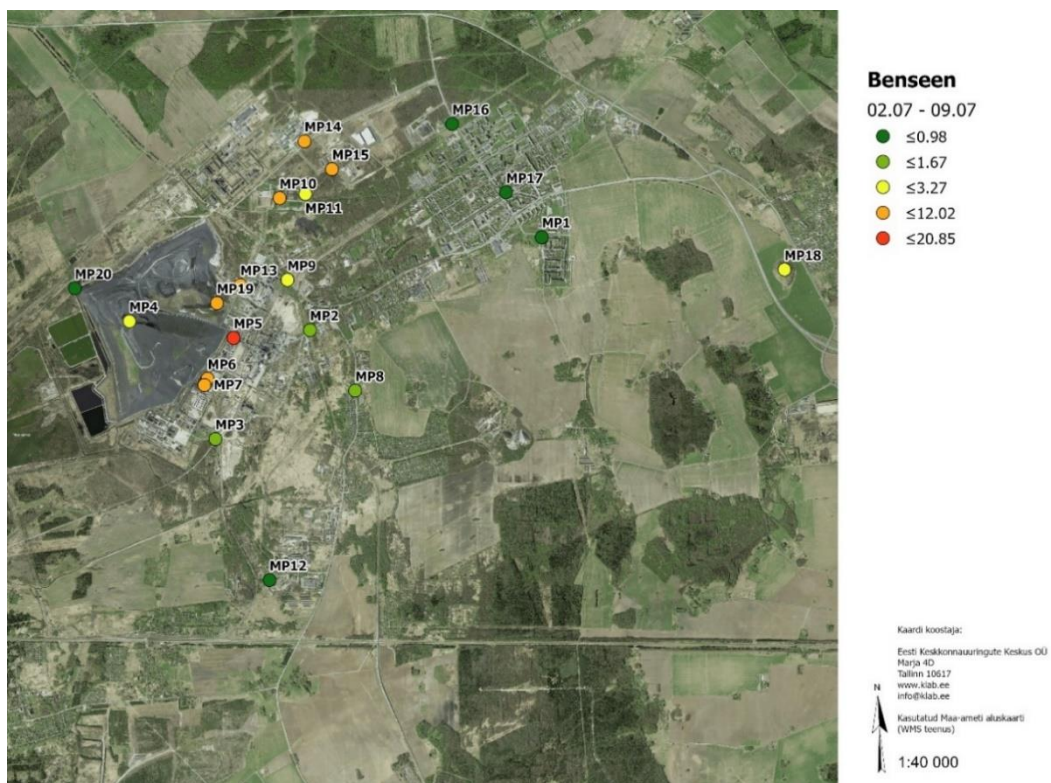 Benseen
02.07 - 09.07
≤0.98
≤1.67
≤3.27
≤12.02
≤20.85
MP16
MP14
MP15
MP17
MP10
MP11
MP1
MP18
MP20
MP13
MP9
MP19
MP4
MP5
MP2
MP6
MP7
MP8
MP3
MP12
Kaardi koostaja:
Eesti Keskkonnauuringute Keskus OÜ
Marja 4D
Tallinn 10617
www.klab.ee
info@klab.ee
N
Kasutatud Maa-ameti aluskaarti
(WMS teenus)
1:40 000